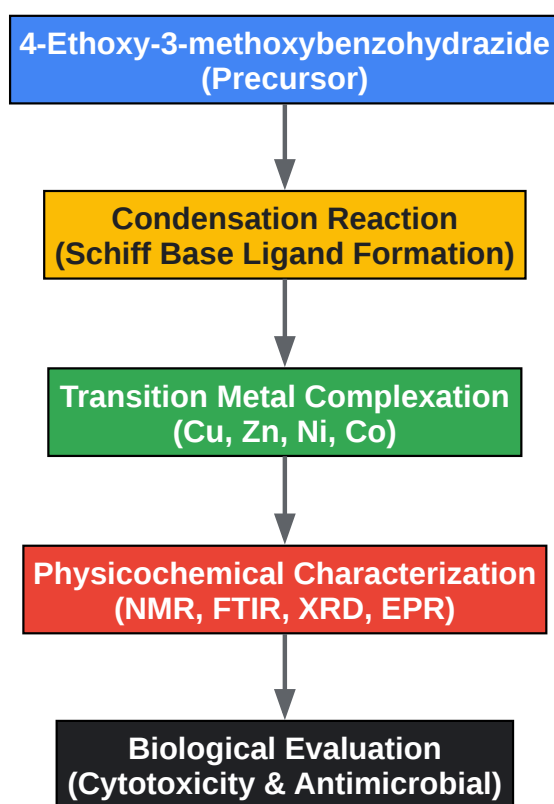 4-Ethoxy-3-methoxybenzohydrazide
(Precursor)
Condensation Reaction
(Schiff Base Ligand Formation)
Transition Metal Complexation
(Cu, Zn, Ni, Co)
Physicochemical Characterization
(NMR, FTIR, XRD, EPR)
Biological Evaluation
(Cytotoxicity & Antimicrobial)